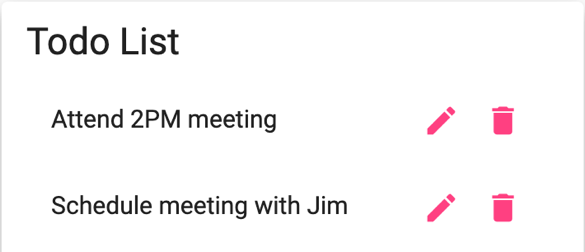 Todo List
Attend 2PM meeting
Schedule meeting with Jim